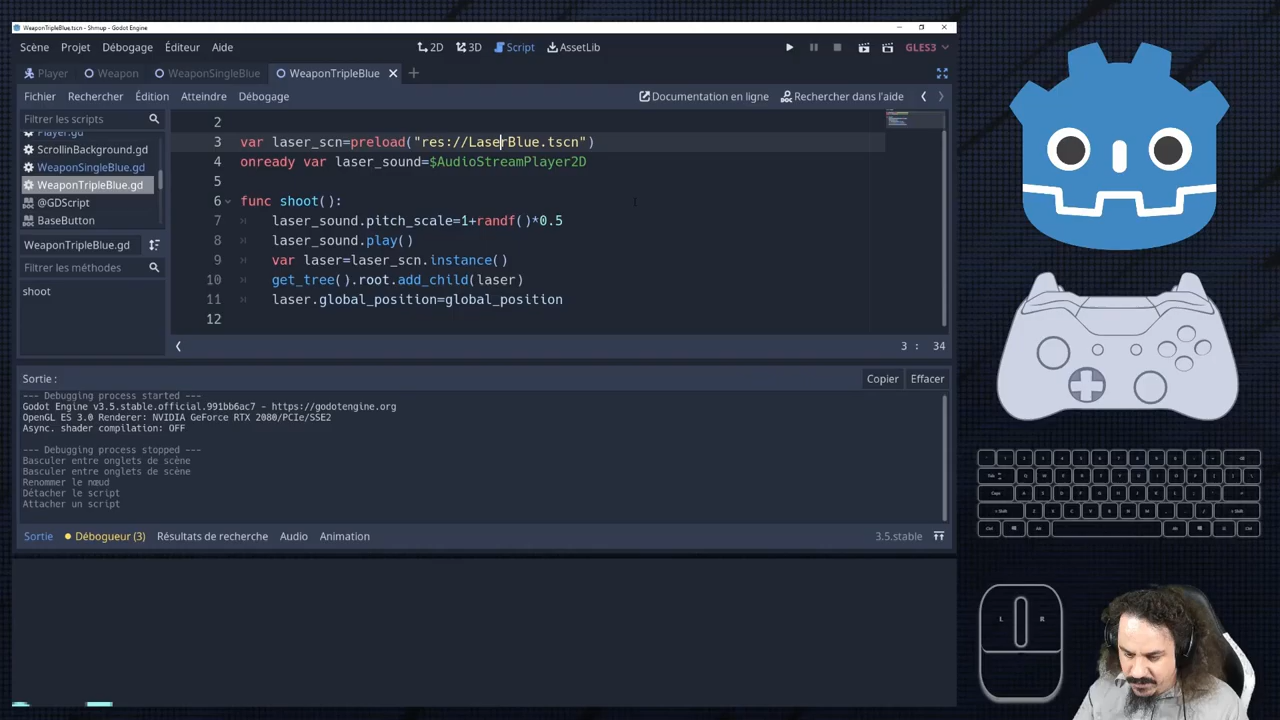 WeaponTripleBlue.tscn - Shmup - Godot Engine
Scène Projet Débogage Éditeur Aide 2D 3D Script AssetLib GLES3
Player Weapon WeaponSingleBlue WeaponTripleBlue
Fichier Rechercher Édition Atteindre Débogage Documentation en ligne Rechercher dans l'aide
Filtrer les scripts
Player.gd
ScrollinBackground.gd
WeaponSingleBlue.gd
WeaponTripleBlue.gd
@GDScript
BaseButton
WeaponTripleBlue.gd
Filtrer les méthodes
shoot
2
3 var laser_scn=preload("res://LaserBlue.tscn")
4 onready var laser_sound=$AudioStreamPlayer2D
5
6 func shoot():
7 laser_sound.pitch_scale=1+randf()*0.5
8 laser_sound.play()
9 var laser=laser_scn.instance()
10 get_tree().root.add_child(laser)
11 laser.global_position=global_position
12
3 : 34
Sortie : Copier Effacer
--- Debugging process started ---
Godot Engine v3.5.stable.official.991bb6ac7 - https://godotengine.org
OpenGL ES 3.0 Renderer: NVIDIA GeForce RTX 2080/PCIe/SSE2
Async. shader compilation: OFF
--- Debugging process stopped ---
Basculer entre onglets de scène
Basculer entre onglets de scène
Renommer le nœud
Détacher le script
Attacher un script
Sortie Débogueur (3) Résultats de recherche Audio Animation 3.5.stable
L R